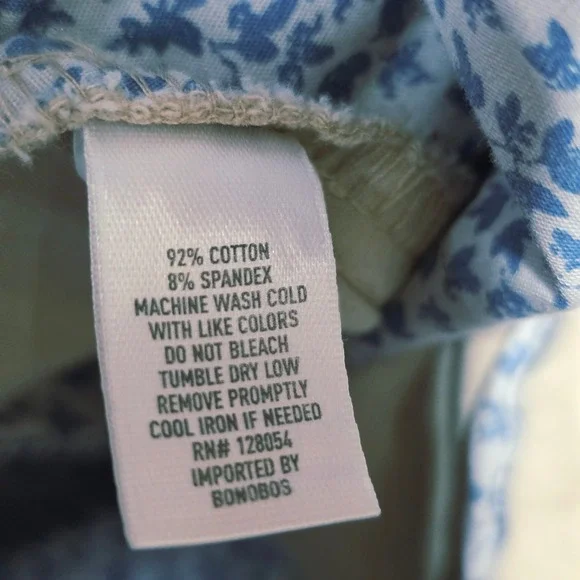 92% COTTON
8% SPANDEX
MACHINE WASH COLD
WITH LIKE COLORS
DO NOT BLEACH
TUMBLE DRY LOW
REMOVE PROMPTLY
COOL IRON IF NEEDED
RN# 128054
IMPORTED BY
BONOBOS